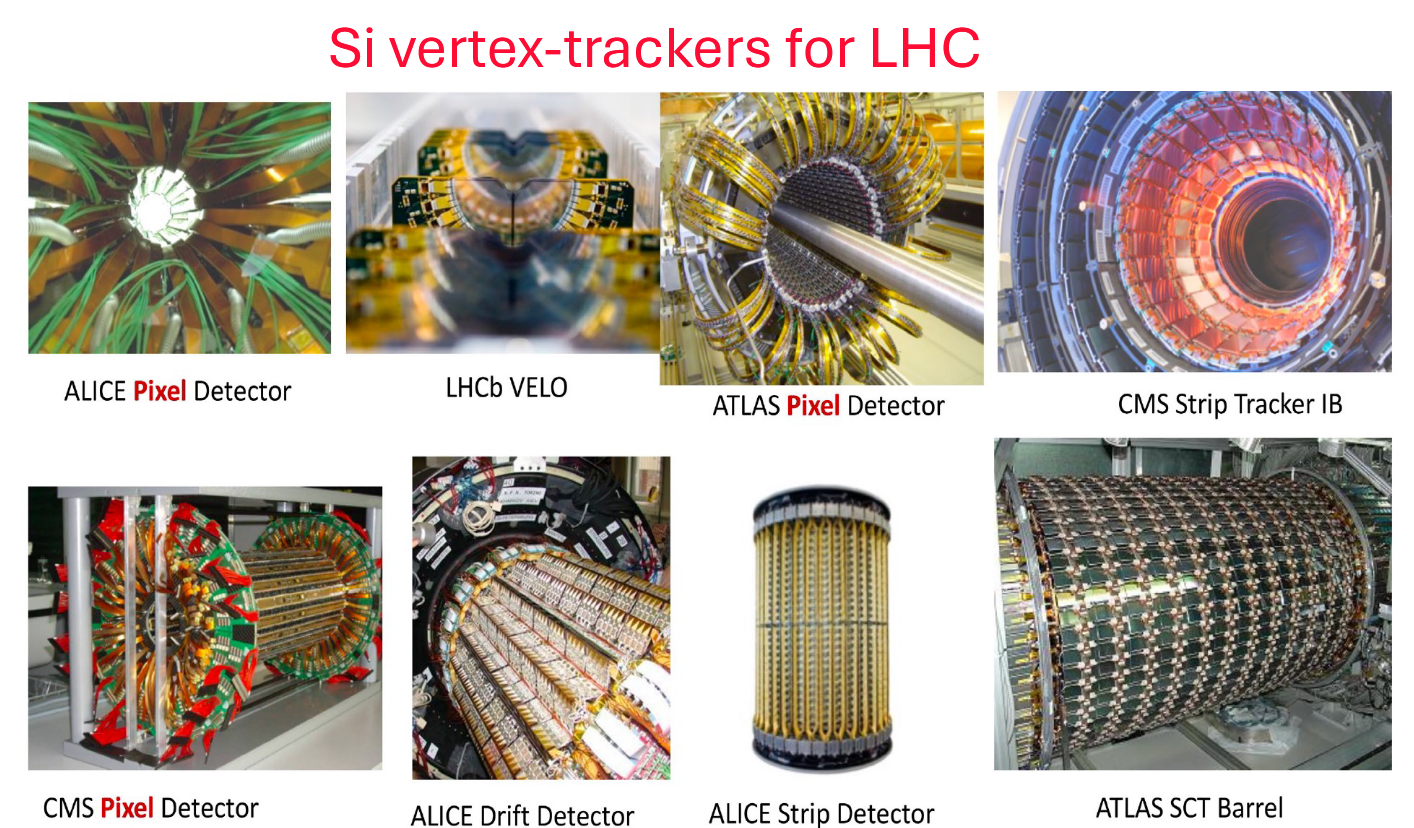 Si vertex-trackers for LHC
ALICE Pixel Detector
LHCb VELO
ATLAS Pixel Detector
CMS Strip Tracker IB
CMS Pixel Detector
ALICE Drift Detector
ALICE Strip Detector
ATLAS SCT Barrel